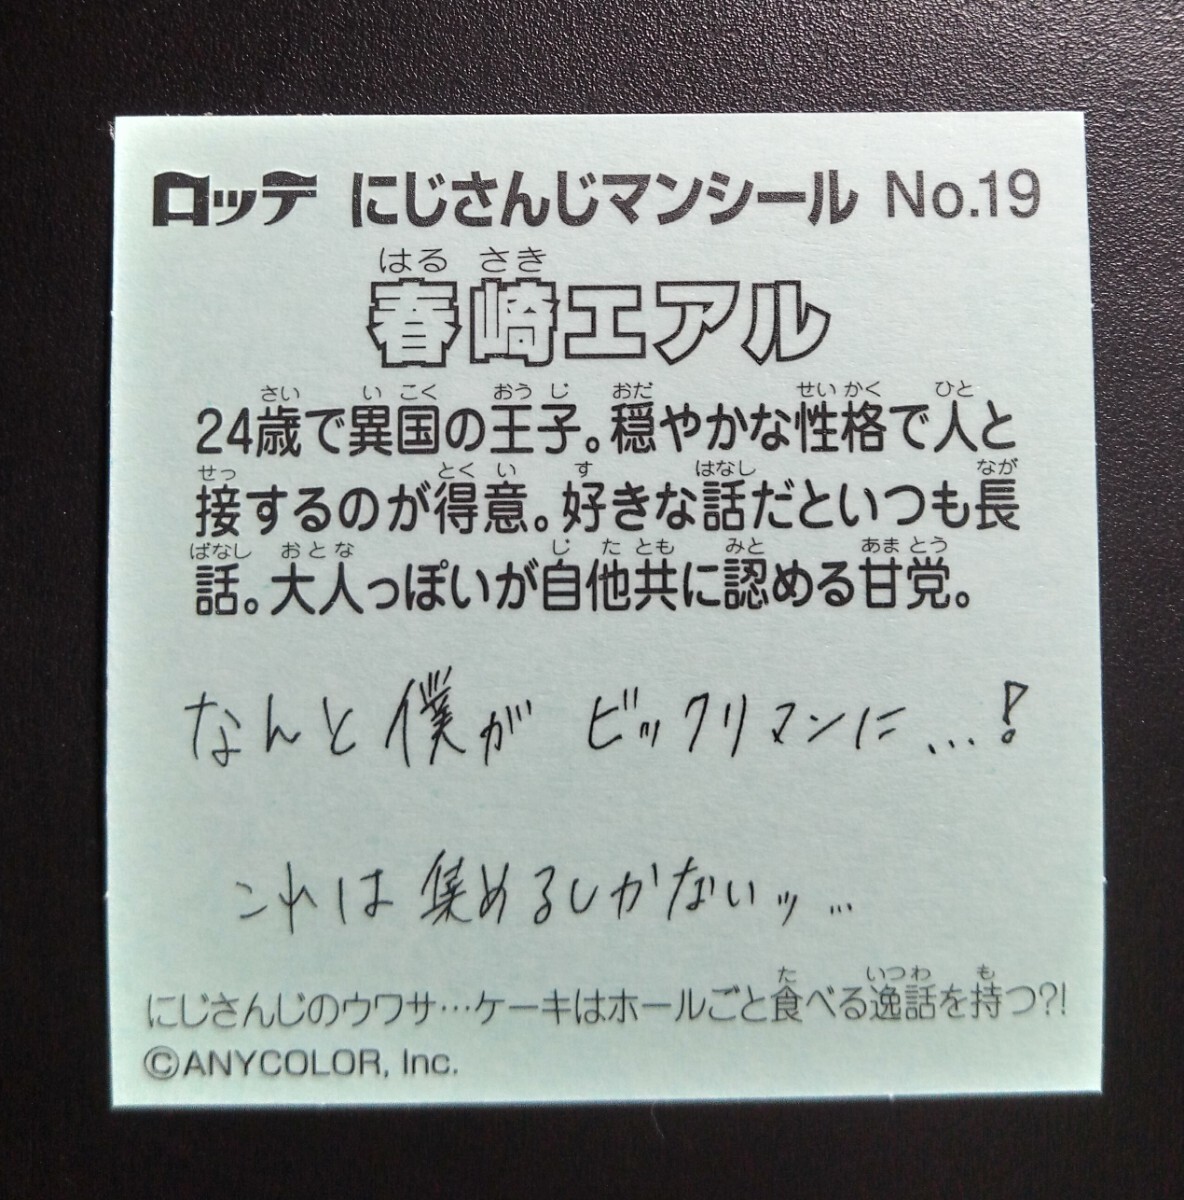 ロッテ にじさんじマンシール No.19
はる さき
春崎エアル
さい い こく おう じ おだ せい かく ひと
24歳で異国の王子。穏やかな性格で人と
せっ とく い す はなし なが
接するのが得意。好きな話だといつも長
ばなし おとな じ た とも みと あま とう
話。大人っぽいが自他共に認める甘党。
なんと僕が ビックリマンに...!
これは集めるしかないッ...
た いつわ も
にじさんじのウワサ…ケーキはホールごと食べる逸話を持つ?!
©ANYCOLOR, Inc.